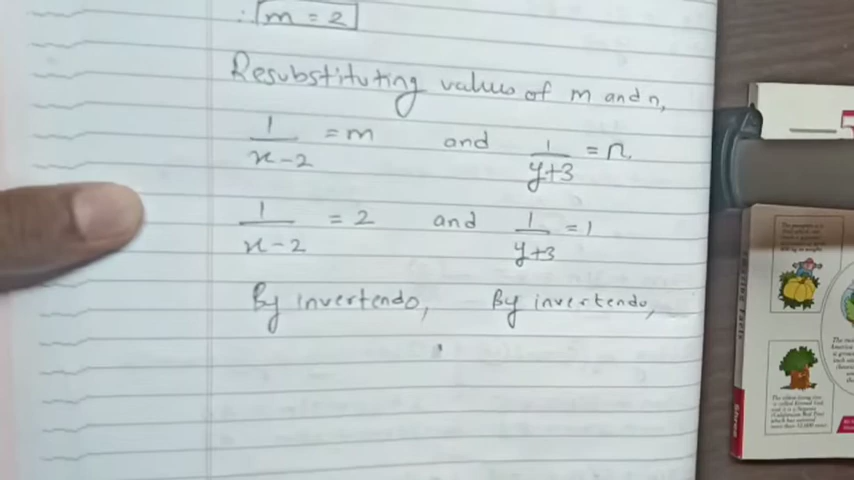 ∴ m = 2
Resubstituting values of m and n,
1/(x-2) = m and 1/(y+3) = n
1/(x-2) = 2 and 1/(y+3) = 1
By invertendo, By invertendo,